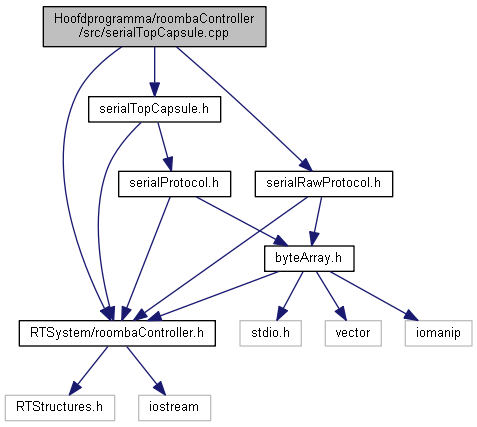 Hoofdprogramma/roombaController
/src/serialTopCapsule.cpp
serialTopCapsule.h
serialProtocol.h
serialRawProtocol.h
byteArray.h
RTSystem/roombaController.h
stdio.h
vector
iomanip
RTStructures.h
iostream